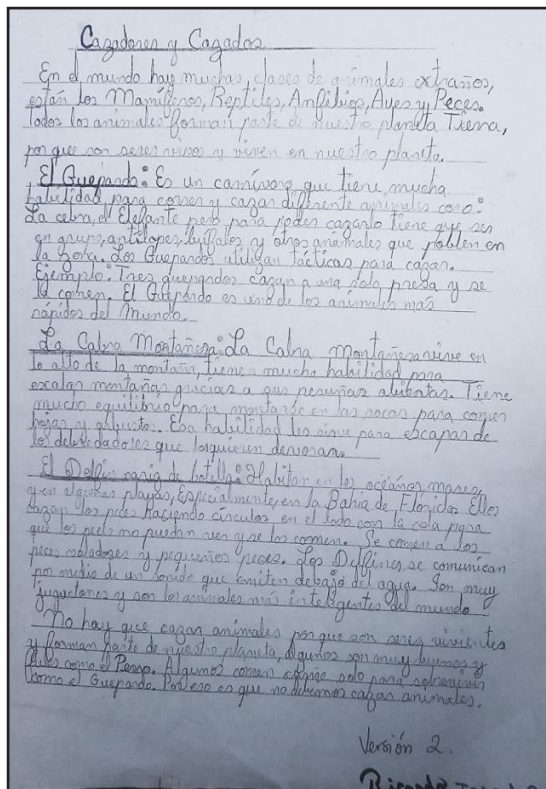 Cazadores y Cazados
En el mundo hay muchas clases de animales extraños,
están los Mamíferos, Reptiles, Anfibios, Aves y Peces.
Todos los animales forman parte de nuestro planeta Tierra,
porque son seres vivos y viven en nuestro planeta.
El Guepardo: Es un carnívoro que tiene mucha
habilidad para correr y cazar diferente animales como:
La cebra, el Elefante pero para poder cazarlo tiene que ser
en grupo, antílopes, búfalos y otros animales que poblen en
la zona. Los Guepardos utilizan tácticas para cazar.
Ejemplo: Tres guepardos cazan a una sola presa y se
la comen. El Guepardo es uno de los animales más
rápidos del Mundo.
La Cabra Montañesa: La Cabra montañesa vive en
lo alto de la montaña, tiene mucha habilidad para
escalar montañas gracias a sus pesuñas abiertas. Tiene
mucho equilibrio para montarse en las rocas para comer
hojas y arbustos. Esa habilidad les sirve para escapar de
los depredadores que los quieren devorar.
El Delfín nariz de botella: Habitan en los océanos, mares,
y en algunas playas, Especialmente, en la Bahía de Florida. Ellos
cazan los peces haciendo círculos en el lodo con la cola para
que los peces no puedan ver y se los comen. Se comen a los
peces voladores y pequeños peces. Los Delfines se comunican
por medio de un sonido que emiten debajo del agua. Son muy
juguetones y son los animales más inteligentes del mundo
No hay que cazar animales porque son seres vivientes
y forman parte de nuestro planeta, algunos son muy buenos y
como el Perro. Algunos comen carne solo para sobrevivir
como el Guepardo. Por eso es que no debemos cazar animales.
Versión 2.
Ricardo